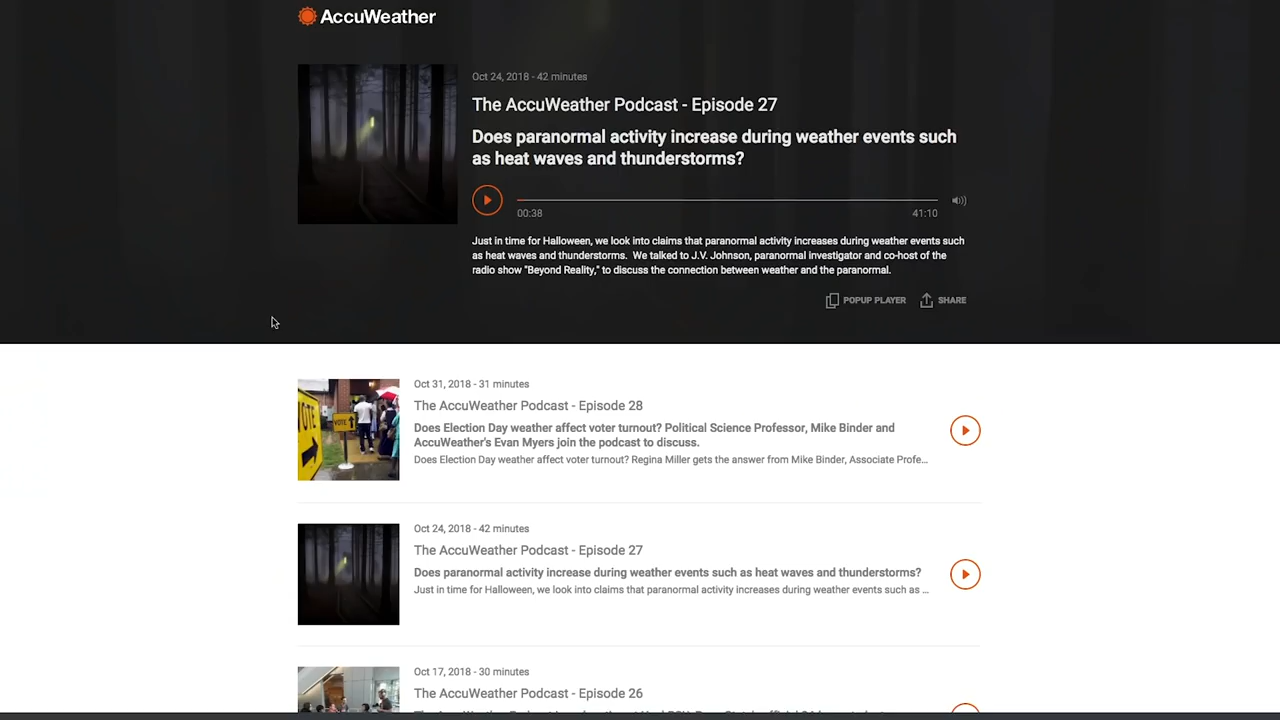 AccuWeather
Oct 24, 2018 - 42 minutes
The AccuWeather Podcast - Episode 27
Does paranormal activity increase during weather events such
as heat waves and thunderstorms?
00:38
41:10
Just in time for Halloween, we look into claims that paranormal activity increases during weather events such
as heat waves and thunderstorms.  We talked to J.V. Johnson, paranormal investigator and co-host of the
radio show "Beyond Reality," to discuss the connection between weather and the paranormal.
POPUP PLAYER
SHARE
VOTE
Oct 31, 2018 - 31 minutes
The AccuWeather Podcast - Episode 28
Does Election Day weather affect voter turnout? Political Science Professor, Mike Binder and
AccuWeather's Evan Myers join the podcast to discuss.
Does Election Day weather affect voter turnout? Regina Miller gets the answer from Mike Binder, Associate Profe...
Oct 24, 2018 - 42 minutes
The AccuWeather Podcast - Episode 27
Does paranormal activity increase during weather events such as heat waves and thunderstorms?
Just in time for Halloween, we look into claims that paranormal activity increases during weather events such as ...
Oct 17, 2018 - 30 minutes
The AccuWeather Podcast - Episode 26